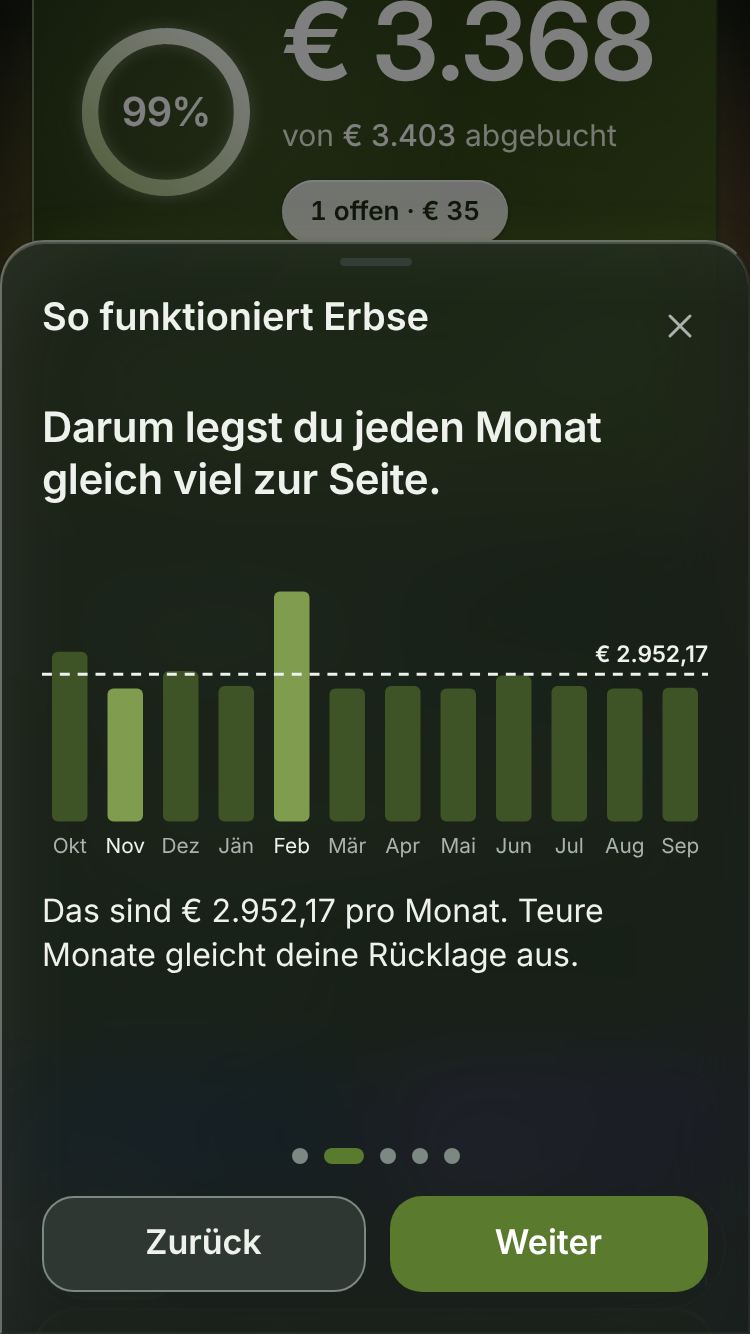 € 3.368
99%
von € 3.403 abgebucht
1 offen · € 35
So funktioniert Erbse
Darum legst du jeden Monat
gleich viel zur Seite.
€ 2.952,17
Okt Nov Dez Jän Feb Mär Apr Mai Jun Jul Aug Sep
Das sind € 2.952,17 pro Monat. Teure
Monate gleicht deine Rücklage aus.
Zurück Weiter